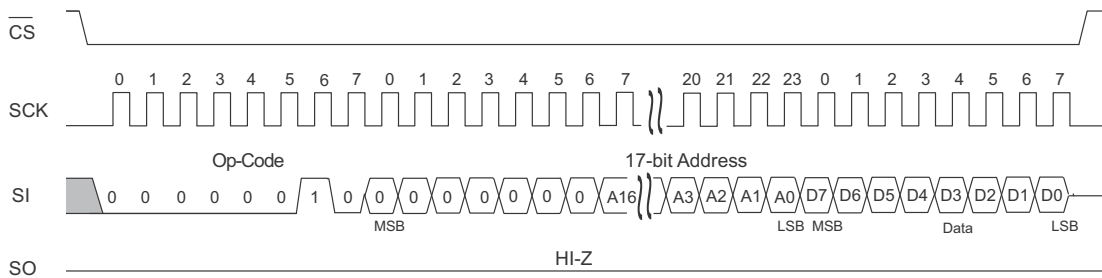 CS
0 1 2 3 4 5 6 7 0 1 2 3 4 5 6 7 20 21 22 23 0 1 2 3 4 5 6 7
SCK
Op-Code 17-bit Address
SI 0 0 0 0 0 0 1 0 0 0 0 0 0 0 0 A16 A3 A2 A1 A0 D7 D6 D5 D4 D3 D2 D1 D0
MSB LSB MSB Data LSB
HI-Z
SO